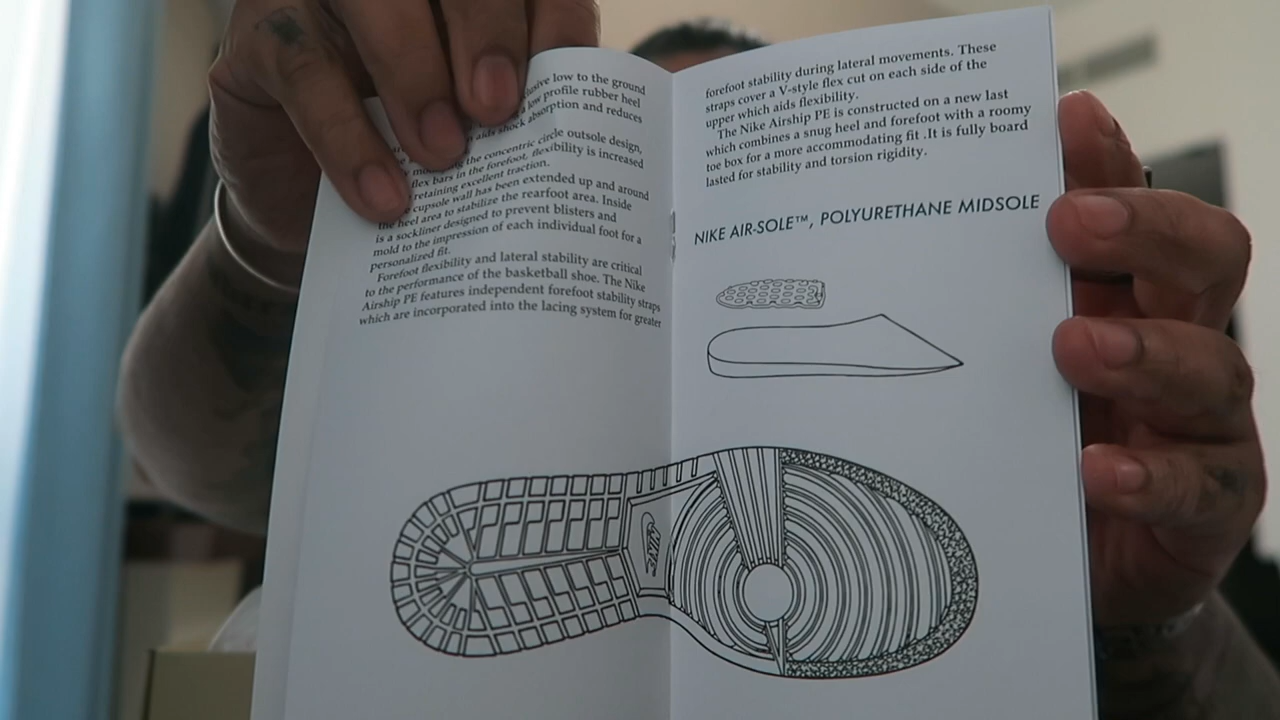 low to the ground
low profile rubber heel
aids shock absorption and reduces
the concentric circle outsole design,
flex bars in the forefoot, flexibility is increased
retaining excellent traction.
cupsole wall has been extended up and around
the heel area to stabilize the rearfoot area. Inside
is a sockliner designed to prevent blisters and
mold to the impression of each individual foot for a
personalized fit.
Forefoot flexibility and lateral stability are critical
to the performance of the basketball shoe. The Nike
Airship PE features independent forefoot stability straps
which are incorporated into the lacing system for greater
forefoot stability during lateral movements. These
straps cover a V-style flex cut on each side of the
upper which aids flexibility.
The Nike Airship PE is constructed on a new last
which combines a snug heel and forefoot with a roomy
toe box for a more accommodating fit .It is fully board
lasted for stability and torsion rigidity.
NIKE AIR-SOLE™, POLYURETHANE MIDSOLE
NIKE